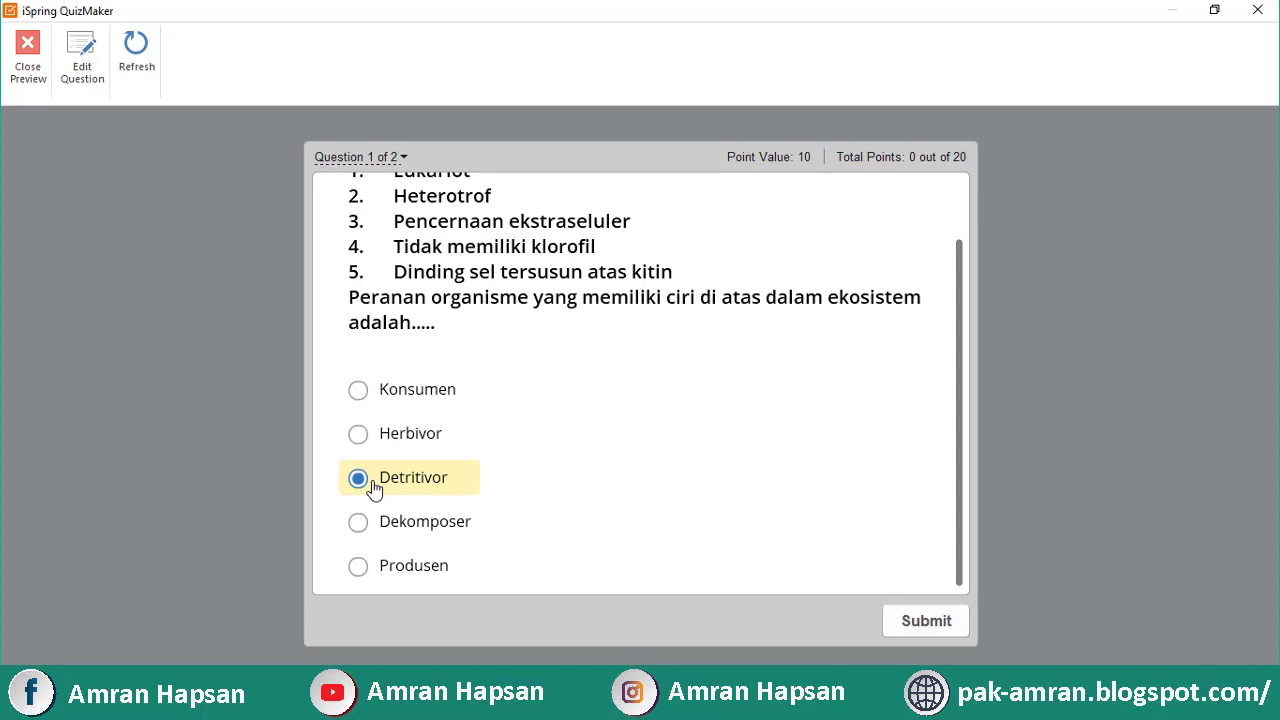 iSpring QuizMaker
Close Preview
Edit Question
Refresh
Question 1 of 2
Point Value: 10
Total Points: 0 out of 20
1. Eukariot
2. Heterotrof
3. Pencernaan ekstraseluler
4. Tidak memiliki klorofil
5. Dinding sel tersusun atas kitin
Peranan organisme yang memiliki ciri di atas dalam ekosistem
adalah.....
Konsumen
Herbivor
Detritivor
Dekomposer
Produsen
Submit
Amran Hapsan
Amran Hapsan
Amran Hapsan
pak-amran.blogspot.com/